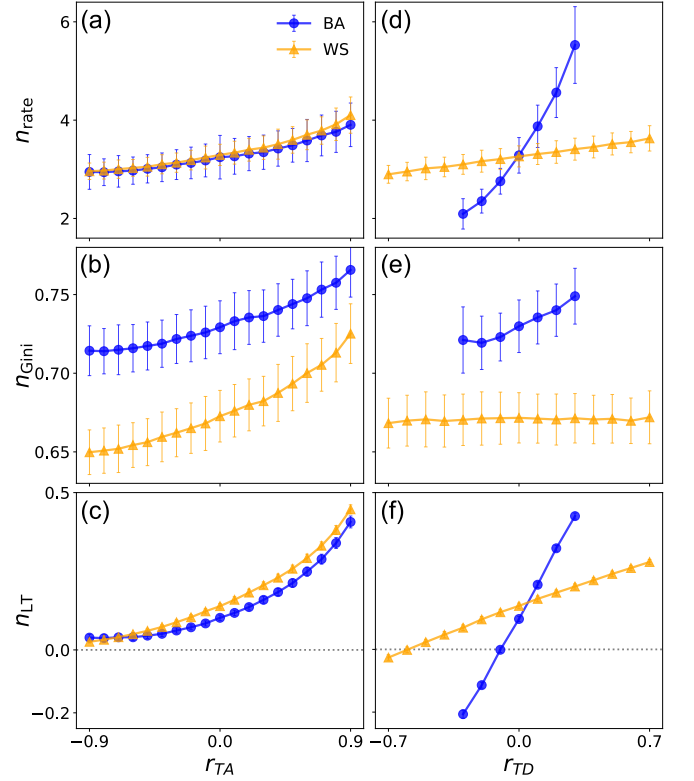 (a)
BA
WS
n_rate
6
4
2
(d)
(b)
n_Gini
0.75
0.70
0.65
(e)
(c)
n_LT
0.5
0.0
−0.2
−0.9
0.0
0.9
r_TA
(f)
−0.7
0.0
0.7
r_TD